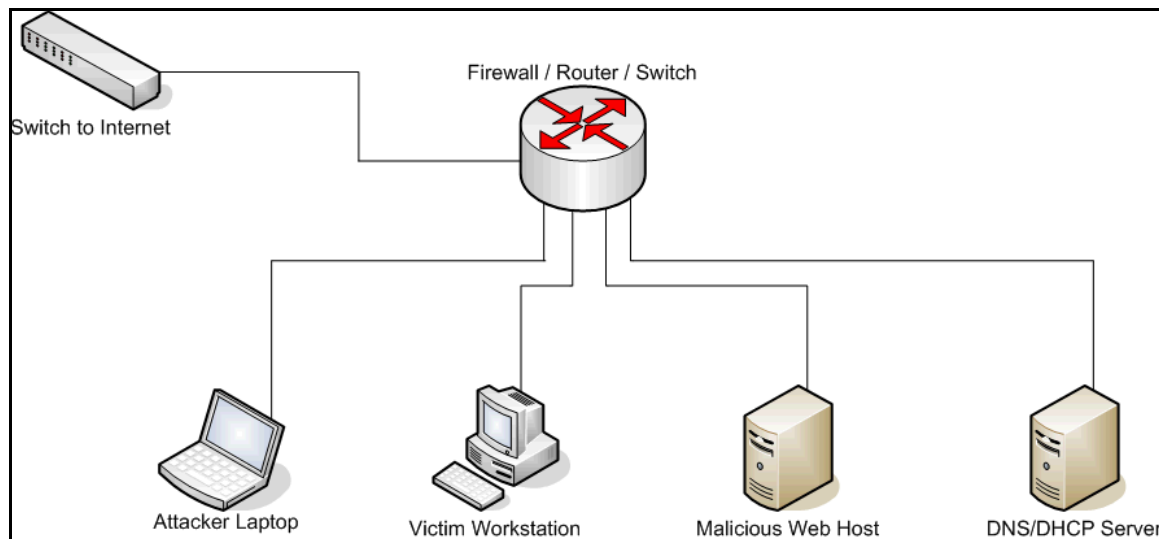 Firewall / Router / Switch
Switch to Internet
Attacker Laptop
Victim Workstation
Malicious Web Host
DNS/DHCP Server